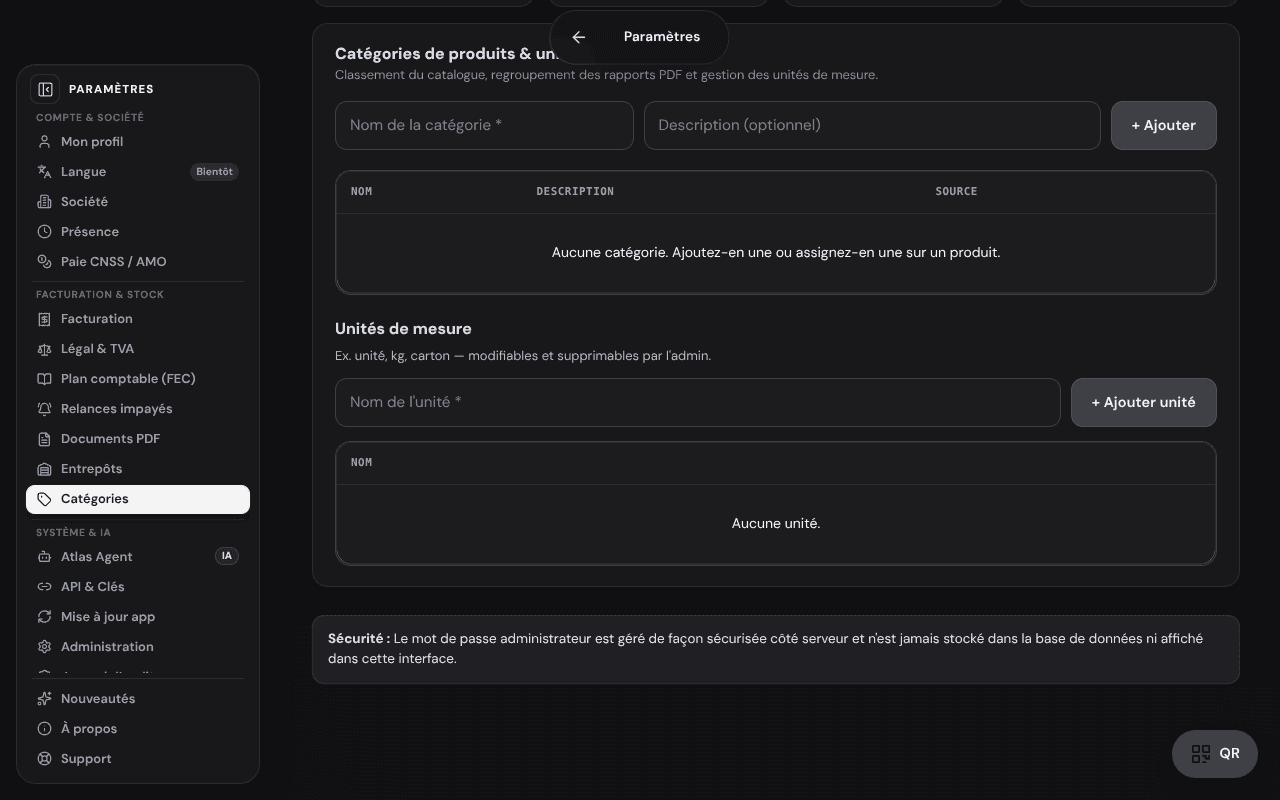 Paramètres
PARAMÈTRES
COMPTE & SOCIÉTÉ
Mon profil
Langue
Bientôt
Société
Présence
Paie CNSS / AMO
FACTURATION & STOCK
Facturation
Légal & TVA
Plan comptable (FEC)
Relances impayés
Documents PDF
Entrepôts
Catégories
SYSTÈME & IA
Atlas Agent
IA
API & Clés
Mise à jour app
Administration
Nouveautés
À propos
Support
Catégories de produits &
Classement du catalogue, regroupement des rapports PDF et gestion des unités de mesure.
Nom de la catégorie *
Description (optionnel)
+ Ajouter
NOM
DESCRIPTION
SOURCE
Aucune catégorie. Ajoutez-en une ou assignez-en une sur un produit.
Unités de mesure
Ex. unité, kg, carton — modifiables et supprimables par l'admin.
Nom de l'unité *
+ Ajouter unité
NOM
Aucune unité.
Sécurité : Le mot de passe administrateur est géré de façon sécurisée côté serveur et n'est jamais stocké dans la base de données ni affiché
dans cette interface.
QR